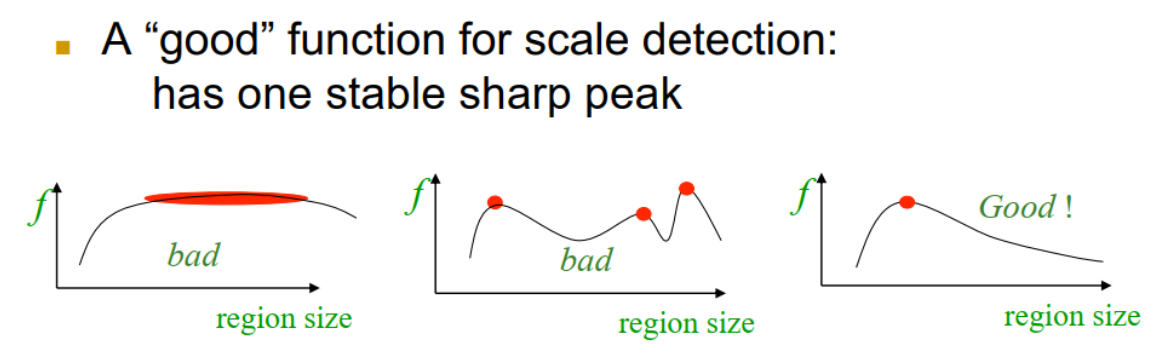 A “good” function for scale detection:
has one stable sharp peak
f
bad
region size
f
bad
region size
f
Good !
region size